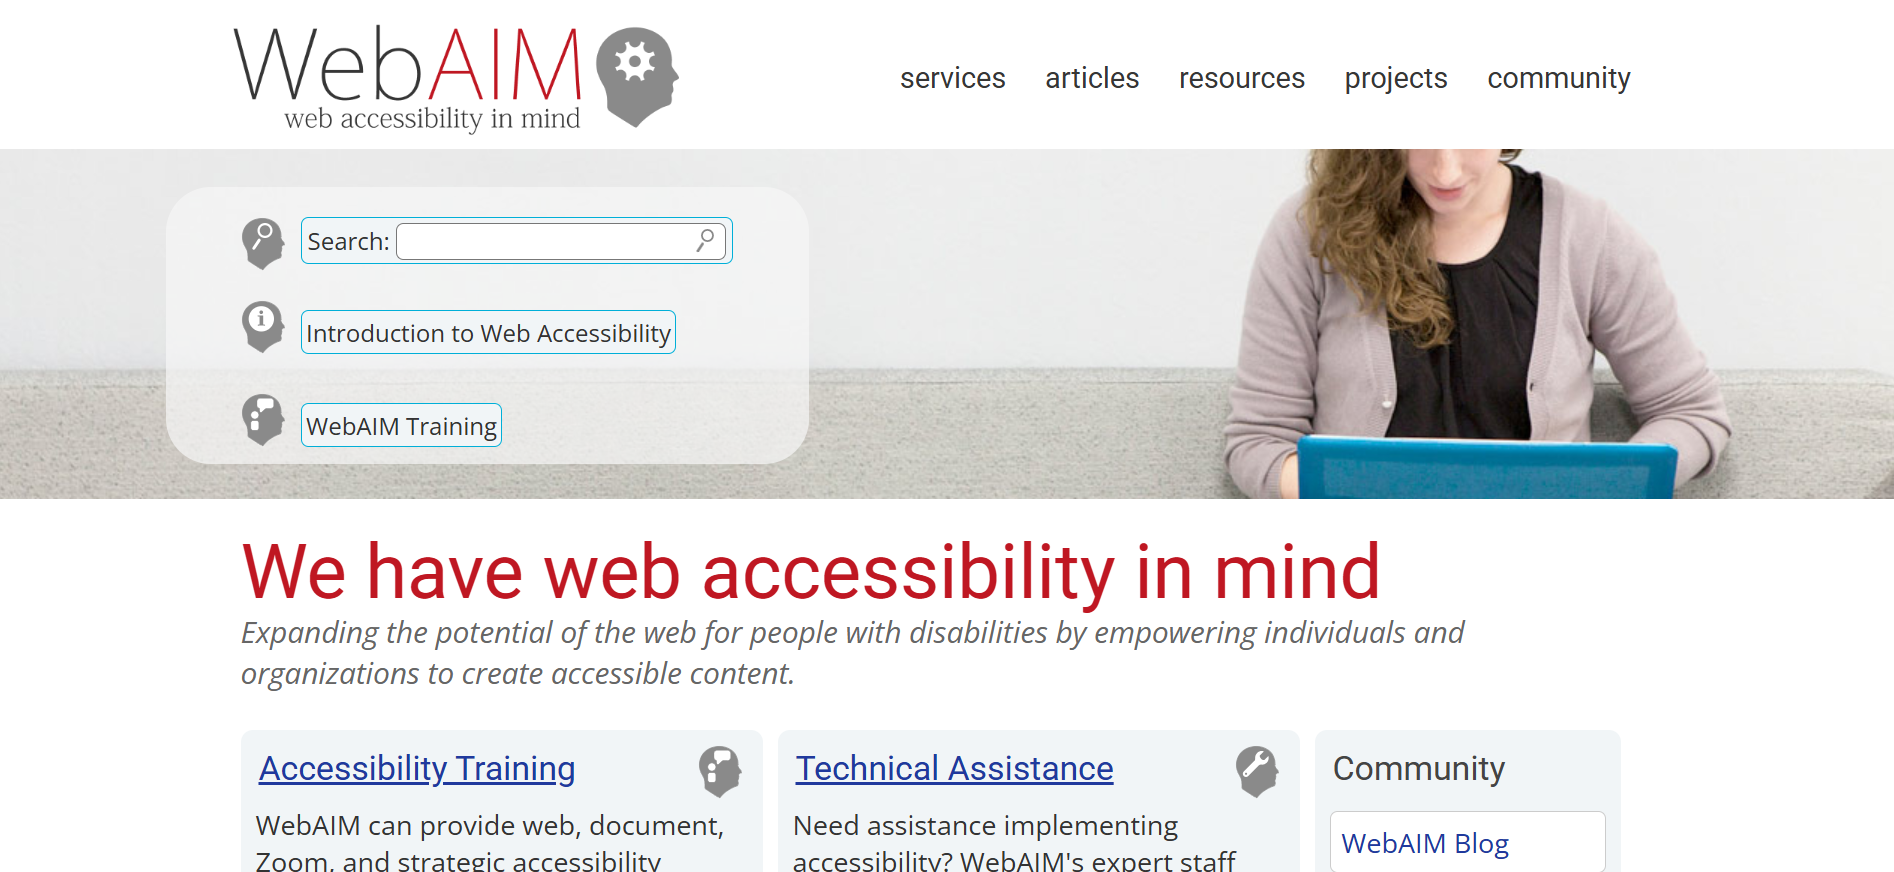 WebAIM
web accessibility in mind
services articles resources projects community
Search:
Introduction to Web Accessibility
WebAIM Training
We have web accessibility in mind
Expanding the potential of the web for people with disabilities by empowering individuals and
organizations to create accessible content.
Accessibility Training
WebAIM can provide web, document,
Zoom, and strategic accessibility
Technical Assistance
Need assistance implementing
accessibility? WebAIM's expert staff
Community
WebAIM Blog